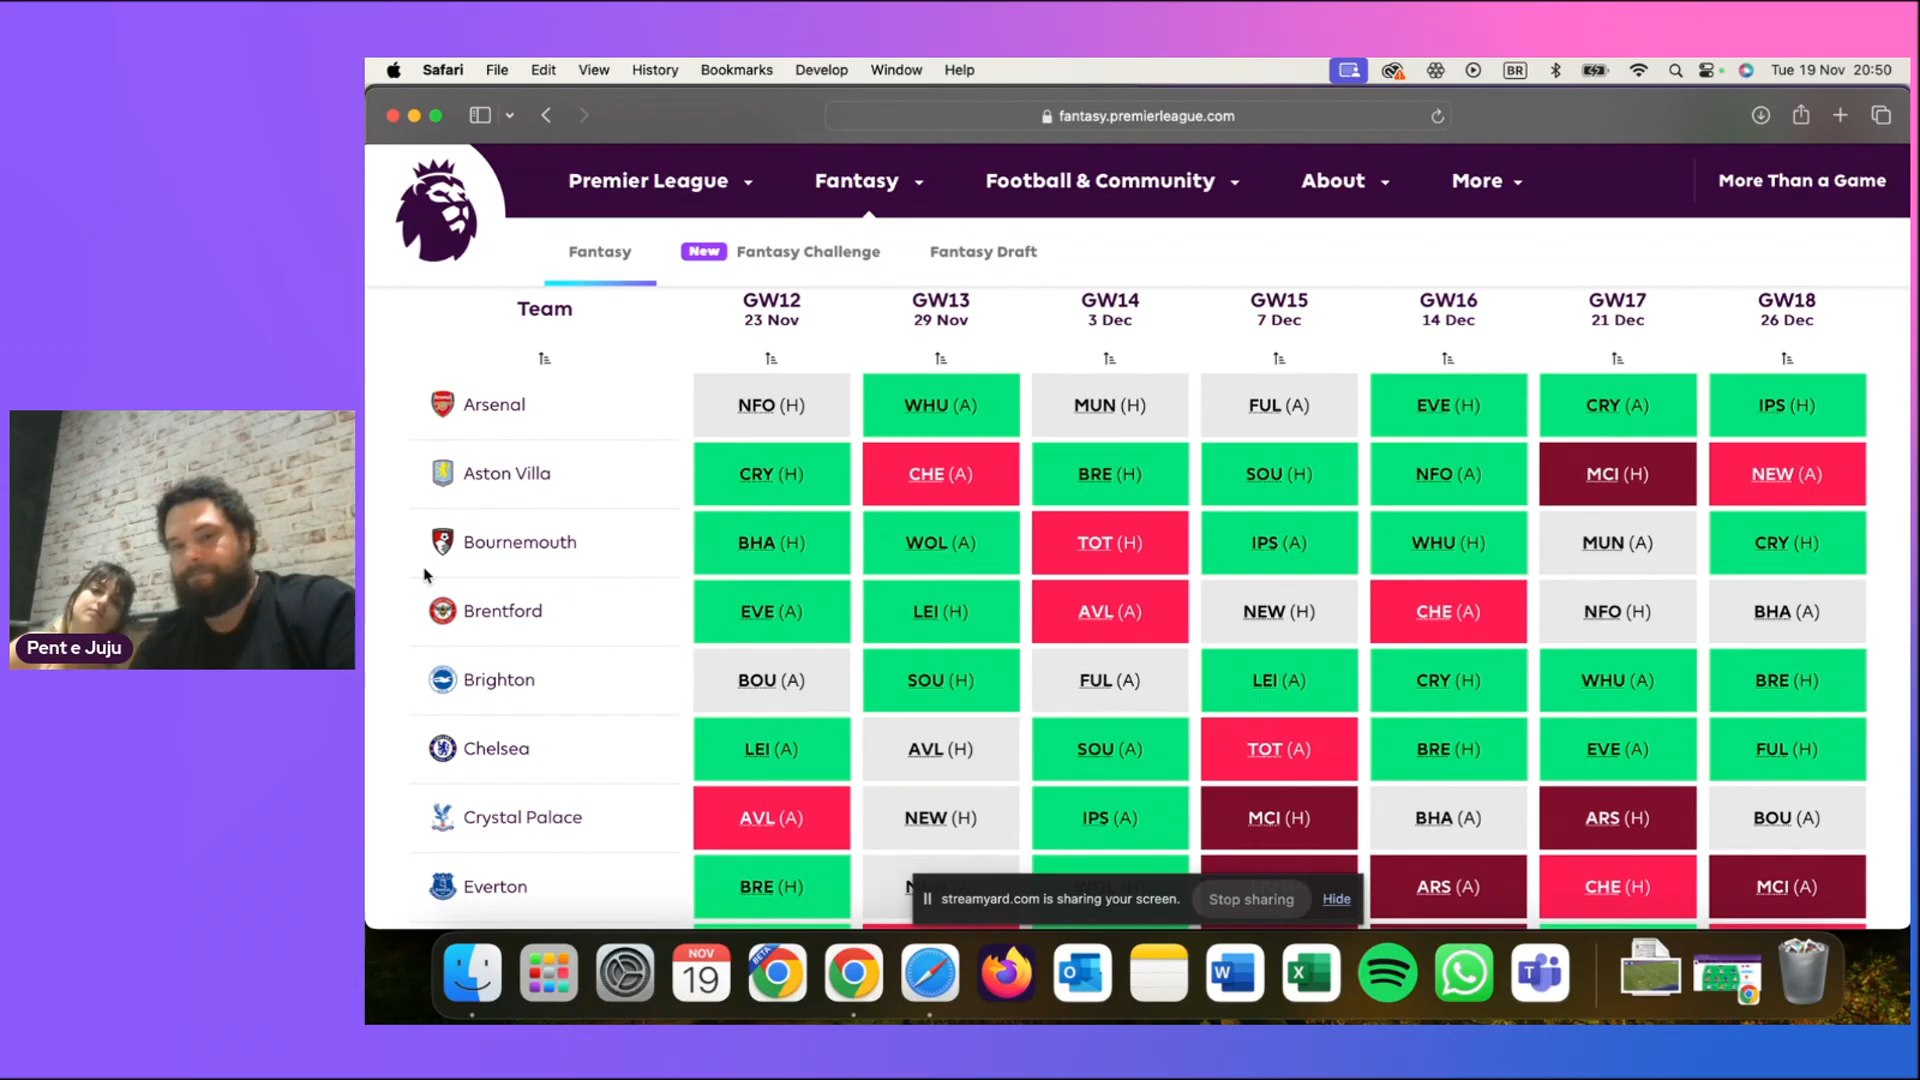 Safari File Edit View History Bookmarks Develop Window Help BR Tue 19 Nov 20:50
fantasy.premierleague.com
Premier League Fantasy Football & Community About More More Than a Game
Fantasy New Fantasy Challenge Fantasy Draft
Team GW12 GW13 GW14 GW15 GW16 GW17 GW18
23 Nov 29 Nov 3 Dec 7 Dec 14 Dec 21 Dec 26 Dec
Arsenal NFO (H) WHU (A) MUN (H) FUL (A) EVE (H) CRY (A) IPS (H)
Aston Villa CRY (H) CHE (A) BRE (H) SOU (H) NFO (A) MCI (H) NEW (A)
Bournemouth BHA (H) WOL (A) TOT (H) IPS (A) WHU (H) MUN (A) CRY (H)
Brentford EVE (A) LEI (H) AVL (A) NEW (H) CHE (A) NFO (H) BHA (A)
Brighton BOU (A) SOU (H) FUL (A) LEI (A) CRY (H) WHU (A) BRE (H)
Chelsea LEI (A) AVL (H) SOU (A) TOT (A) BRE (H) EVE (A) FUL (H)
Crystal Palace AVL (A) NEW (H) IPS (A) MCI (H) BHA (A) ARS (H) BOU (A)
Everton BRE (H) ARS (A) CHE (H) MCI (A)
streamyard.com is sharing your screen. Stop sharing Hide
Pent e Juju
NOV
19
BETA